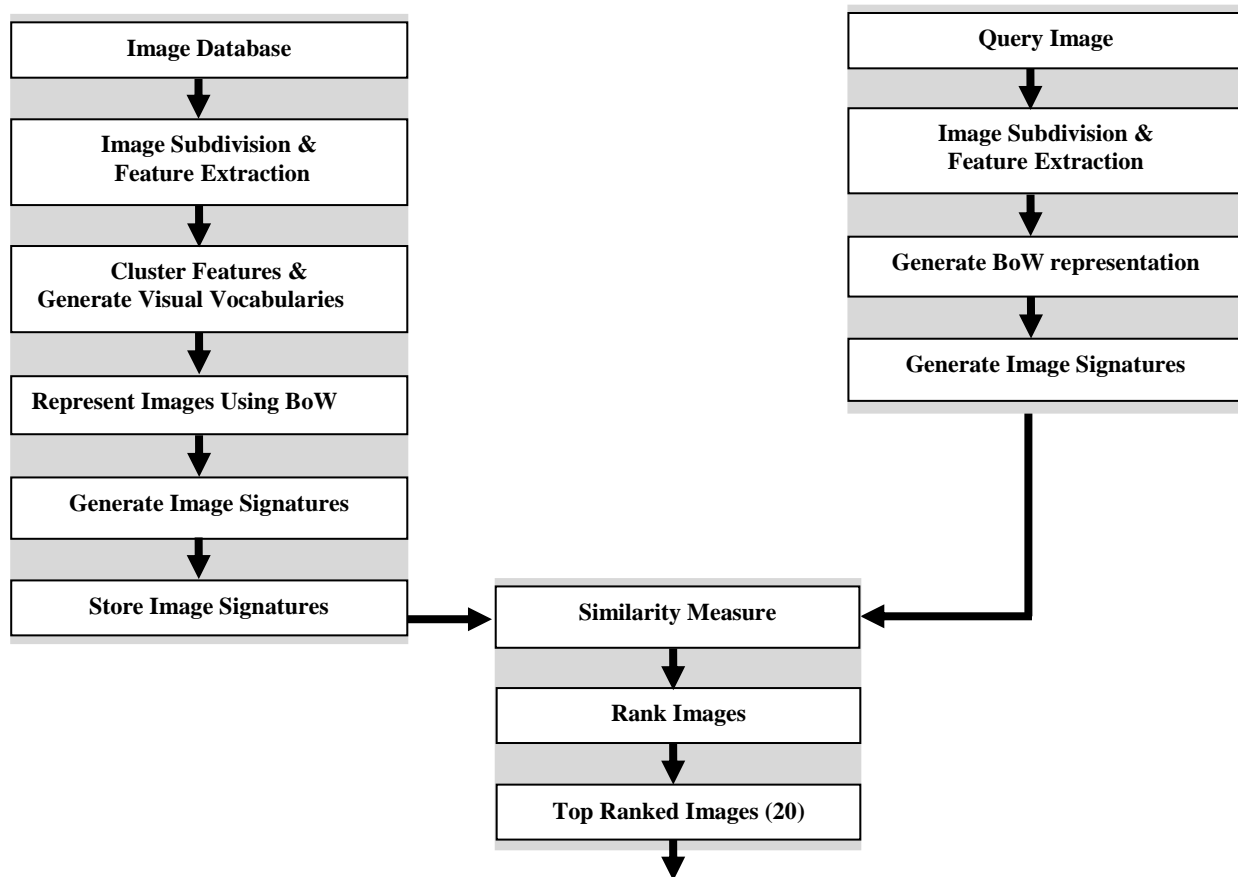 Image Database
Image Subdivision &
Feature Extraction
Cluster Features &
Generate Visual Vocabularies
Represent Images Using BoW
Generate Image Signatures
Store Image Signatures
Query Image
Image Subdivision &
Feature Extraction
Generate BoW representation
Generate Image Signatures
Similarity Measure
Rank Images
Top Ranked Images (20)